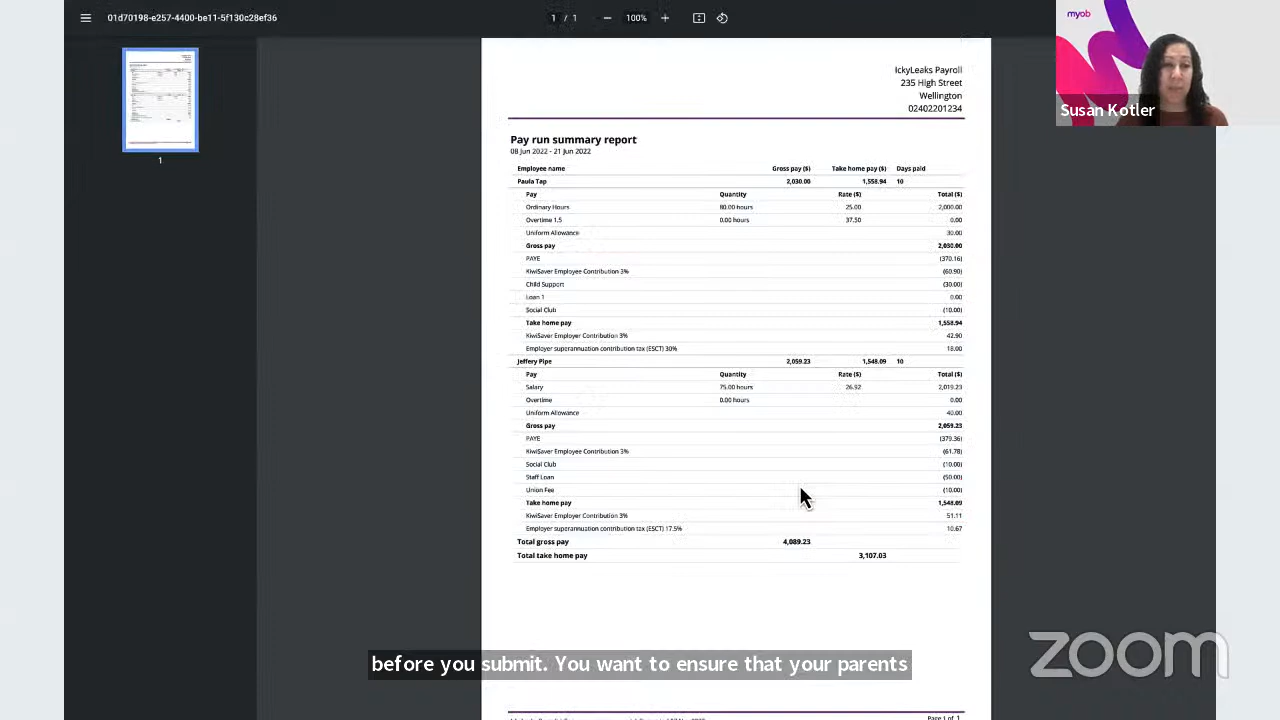 01d70198-e257-4400-be11-5f130c28ef36
1 / 1
100%
myob
Susan Kotler
1
IckyLeaks Payroll
235 High Street
Wellington
02402201234
Pay run summary report
08 Jun 2022 - 21 Jun 2022
Employee name Gross pay ($) Take home pay ($) Days paid
Paula Tap 2,030.00 1,558.94 10
Pay Quantity Rate ($) Total ($)
Ordinary Hours 80.00 hours 25.00 2,000.00
Overtime 1.5 0.00 hours 37.50 0.00
Uniform Allowance 30.00
Gross pay 2,030.00
PAYE (370.16)
KiwiSaver Employee Contribution 3% (60.90)
Child Support (30.00)
Loan 1 0.00
Social Club (10.00)
Take home pay 1,558.94
KiwiSaver Employer Contribution 3% 42.90
Employer superannuation contribution tax (ESCT) 30% 18.00
Jeffery Pipe 2,059.23 1,548.09 10
Pay Quantity Rate ($) Total ($)
Salary 75.00 hours 26.92 2,019.23
Overtime 0.00 hours 0.00
Uniform Allowance 40.00
Gross pay 2,059.23
PAYE (379.36)
KiwiSaver Employee Contribution 3% (61.78)
Social Club (10.00)
Staff Loan (50.00)
Union Fee (10.00)
Take home pay 1,548.09
KiwiSaver Employer Contribution 3% 51.11
Employer superannuation contribution tax (ESCT) 17.5% 10.67
Total gross pay 4,089.23
Total take home pay 3,107.03
before you submit. You want to ensure that your parents
zoom
Page 1 of 1